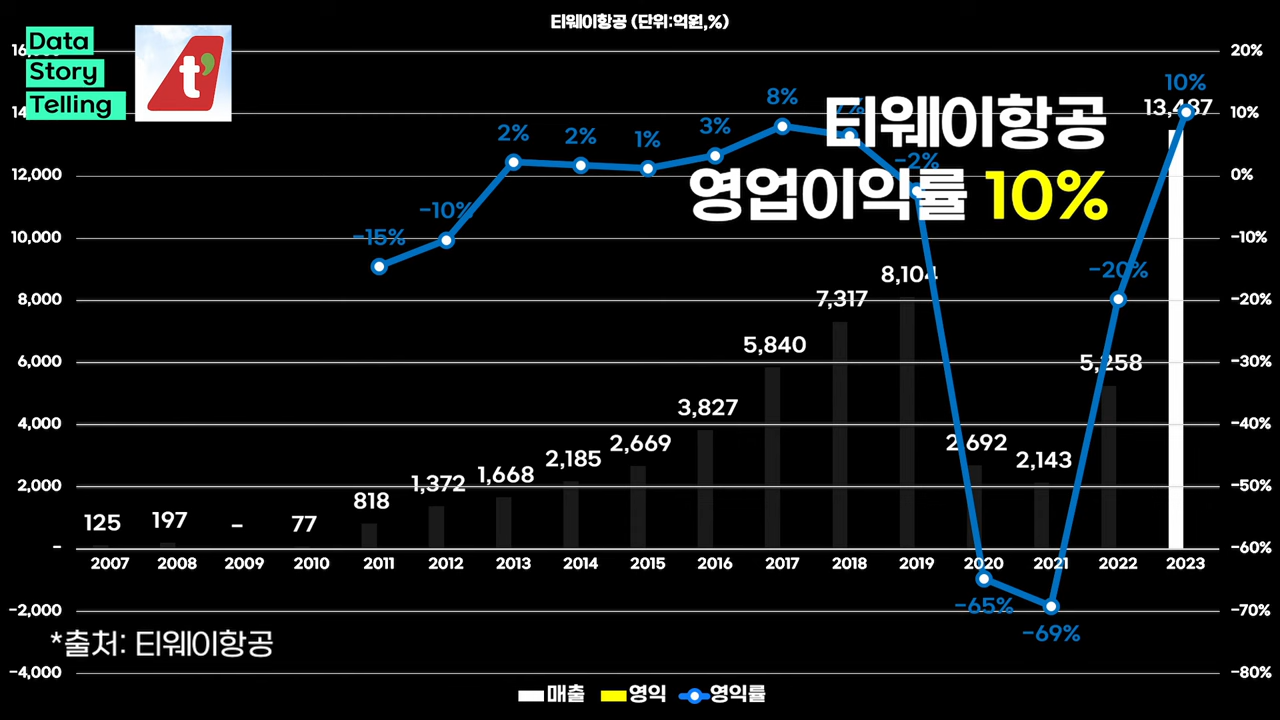 티웨이항공 (단위:억원,%)
Data
Story
Telling
t'
티웨이항공
영업이익률 10%
20%
10%
0%
-10%
-20%
-30%
-40%
-50%
-60%
-70%
-80%
12,000
10,000
8,000
6,000
4,000
2,000
-
-2,000
-4,000
-15% -10% 2% 2% 1% 3% 8% -2% -65% -69% -20% 10%
125 197 - 77 818 1,372 1,668 2,185 2,669 3,827 5,840 7,317 8,104 2,692 2,143 5,258 13,487
2007 2008 2009 2010 2011 2012 2013 2014 2015 2016 2017 2018 2019 2020 2021 2022 2023
*출처: 티웨이항공
매출 영익 영익률